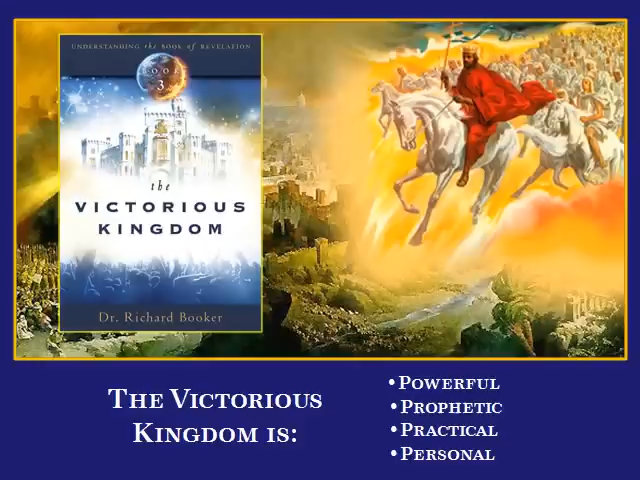 UNDERSTANDING the BOOK of REVELATION
BOOK
3
the
VICTORIOUS
KINGDOM
Dr. Richard Booker
THE VICTORIOUS
KINGDOM IS:
•POWERFUL
•PROPHETIC
•PRACTICAL
•PERSONAL